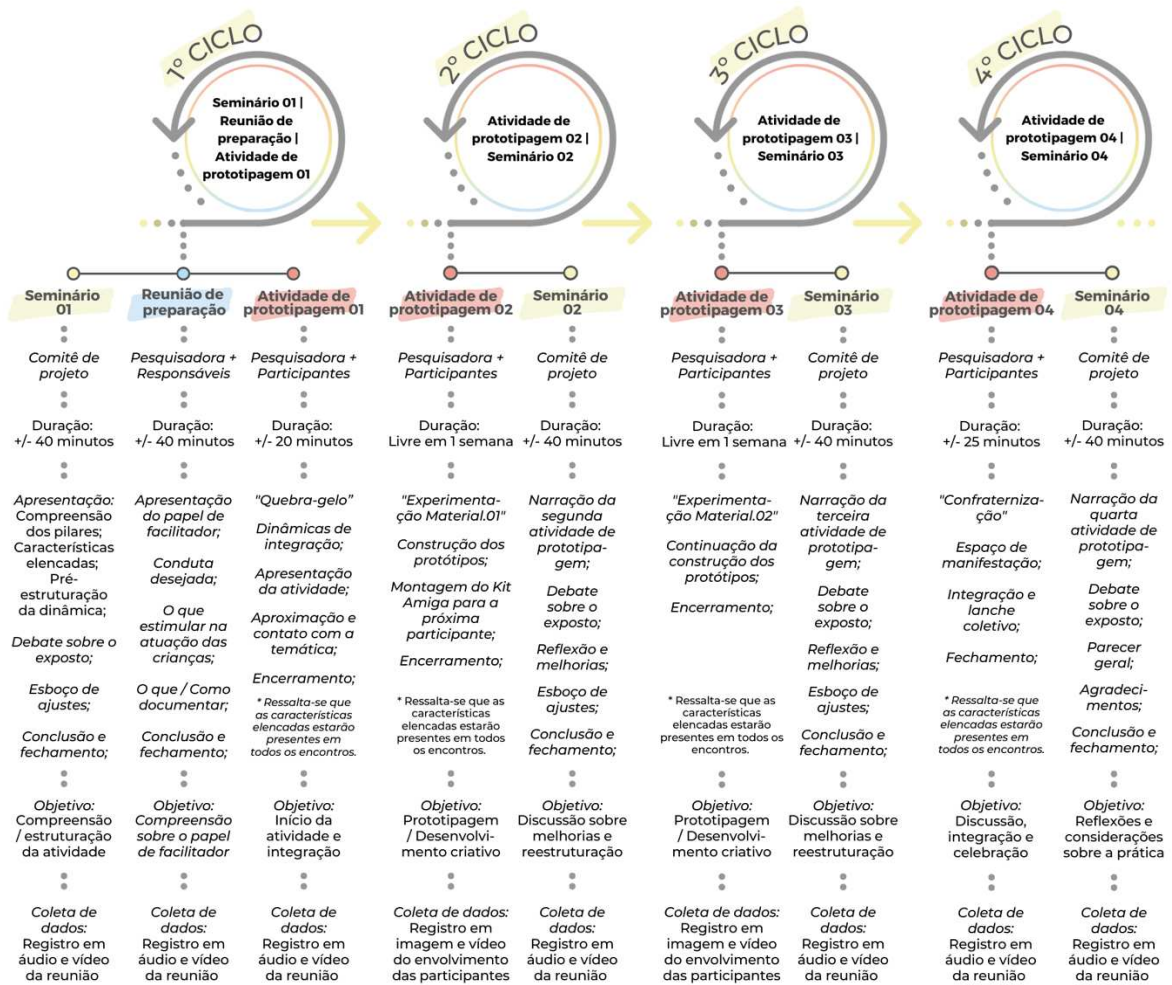 1º CICLO
Seminário 01 |
Reunião de
preparação |
Atividade de
prototipagem 01
2º CICLO
Atividade de
prototipagem 02 |
Seminário 02
3º CICLO
Atividade de
prototipagem 03 |
Seminário 03
4º CICLO
Atividade de
prototipagem 04 |
Seminário 04
Seminário
01
Comitê de
projeto
Duração:
+/- 40 minutos
Apresentação:
Compreensão
dos pilares;
Características
elencadas;
Pré-
estruturação
da dinâmica;
Debate sobre o
exposto;
Esboço de
ajustes;
Conclusão e
fechamento;
Objetivo:
Compreensão
/ estruturação
da atividade
Coleta de
dados:
Registro em
áudio e vídeo
da reunião
Reunião de
preparação
Pesquisadora +
Responsáveis
Duração:
+/- 40 minutos
Apresentação
do papel de
facilitador;
Conduta
desejada;
O que
estimular na
atuação das
crianças;
O que / Como
documentar;
Conclusão e
fechamento;
Objetivo:
Compreensão
sobre o papel
de facilitador
Coleta de
dados:
Registro em
áudio e vídeo
da reunião
Atividade de
prototipagem 01
Pesquisadora +
Participantes
Duração:
+/- 20 minutos
"Quebra-gelo”
Dinâmicas de
integração;
Apresentação
da atividade;
Aproximação e
contato com a
temática;
Encerramento;
* Ressalta-se que
as características
elencadas estarão
presentes em
todos os encontros.
Objetivo:
Início da
atividade e
integração
Coleta de
dados:
Registro em
áudio e vídeo
da reunião
Atividade de
prototipagem 02
Pesquisadora +
Participantes
Duração:
Livre em 1 semana
"Experimenta-
ção Material.01"
Construção dos
protótipos;
Montagem do Kit
Amiga para a
próxima
participante;
Encerramento;
* Ressalta-se que as
características
elencadas estarão
presentes em todos
os encontros.
Objetivo:
Prototipagem
/ Desenvolvi-
mento criativo
Coleta de dados:
Registro em
imagem e vídeo
do envolvimento
das participantes
Seminário
02
Comitê de
projeto
Duração:
+/- 40 minutos
Narração da
segunda
atividade de
prototipa-
gem;
Debate
sobre o
exposto;
Reflexão e
melhorias;
Esboço de
ajustes;
Conclusão e
fechamento;
Objetivo:
Discussão sobre
melhorias e
reestruturação
Coleta de
dados:
Registro em
áudio e vídeo
da reunião
Atividade de
prototipagem 03
Pesquisadora +
Participantes
Duração:
Livre em 1 semana
"Experimenta-
ção Material.02"
Continuação da
construção dos
protótipos;
Encerramento;
* Ressalta-se que as
características
elencadas estarão
presentes em todos os
encontros.
Objetivo:
Prototipagem
/ Desenvolvi-
mento criativo
Coleta de dados:
Registro em
imagem e vídeo
do envolvimento
das participantes
Seminário
03
Comitê de
projeto
Duração:
+/- 40 minutos
Narração da
terceira
atividade de
prototipa-
gem;
Debate
sobre o
exposto;
Reflexão e
melhorias;
Esboço de
ajustes;
Conclusão e
fechamento;
Objetivo:
Discussão sobre
melhorias e
reestruturação
Coleta de
dados:
Registro em
áudio e vídeo
da reunião
Atividade de
prototipagem 04
Pesquisadora +
Participantes
Duração:
+/- 25 minutos
"Confraterniza-
ção"
Espaço de
manifestação;
Integração e
lanche
coletivo;
Fechamento;
* Ressalta-se que
as características
elencadas estarão
presentes em
todos os encontros.
Objetivo:
Discussão,
integração e
celebração
Coleta de
dados:
Registro em
áudio e vídeo
da reunião
Seminário
04
Comitê de
projeto
Duração:
+/- 40 minutos
Narração da
quarta
atividade de
prototipa-
gem;
Debate
sobre o
exposto;
Parecer
geral;
Agradeci-
mentos;
Conclusão e
fechamento;
Objetivo:
Reflexões e
considerações
sobre a prática
Coleta de
dados:
Registro em
áudio e vídeo
da reunião